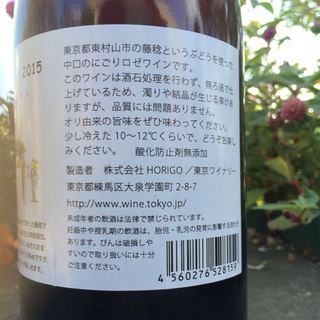 2015
東京都東村山市の藤稔というぶどうを使った
中口のにごりロゼワインです。
このワインは酒石処理を行わず、無ろ過で仕
上げているため、濁りや結晶が生じる事があ
りますが、品質には問題ありません。
オリ由来の旨味をぜひ味わってください。
少し冷えた 10〜12℃くらいで、どうぞお楽し
みください。 酸化防止剤無添加
製造者 株式会社 HORIGO／東京ワイナリー
東京都練馬区大泉学園町 2-8-7
http://www.wine.tokyo.jp/
未成年者の飲酒は法律で禁じられています。
妊娠中や授乳期の飲酒は、胎児・乳児の発育に影響する恐れが
あります。びんは破損しや
すいので取り扱いには十分
ご注意ください。
4 560276 528159